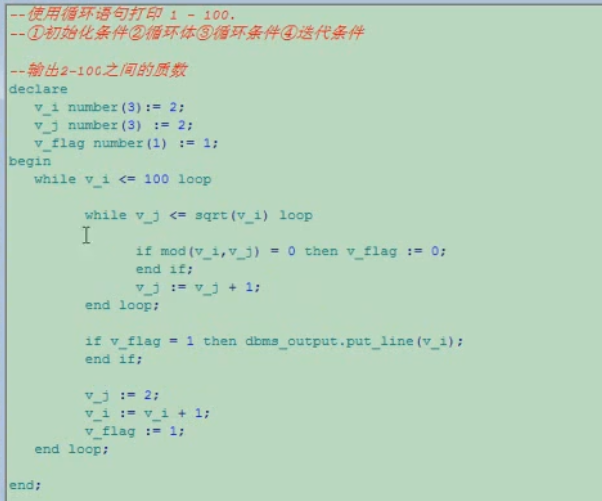 --使用循环语句打印 1 - 100.
--①初始化条件②循环体③循环条件④迭代条件
--输出2-100之间的质数
declare
v_i number(3):= 2;
v_j number(3) := 2;
v_flag number(1) := 1;
begin
while v_i <= 100 loop
while v_j <= sqrt(v_i) loop
if mod(v_i,v_j) = 0 then v_flag := 0;
end if;
v_j := v_j + 1;
end loop;
if v_flag = 1 then dbms_output.put_line(v_i);
end if;
v_j := 2;
v_i := v_i + 1;
v_flag := 1;
end loop;
end;